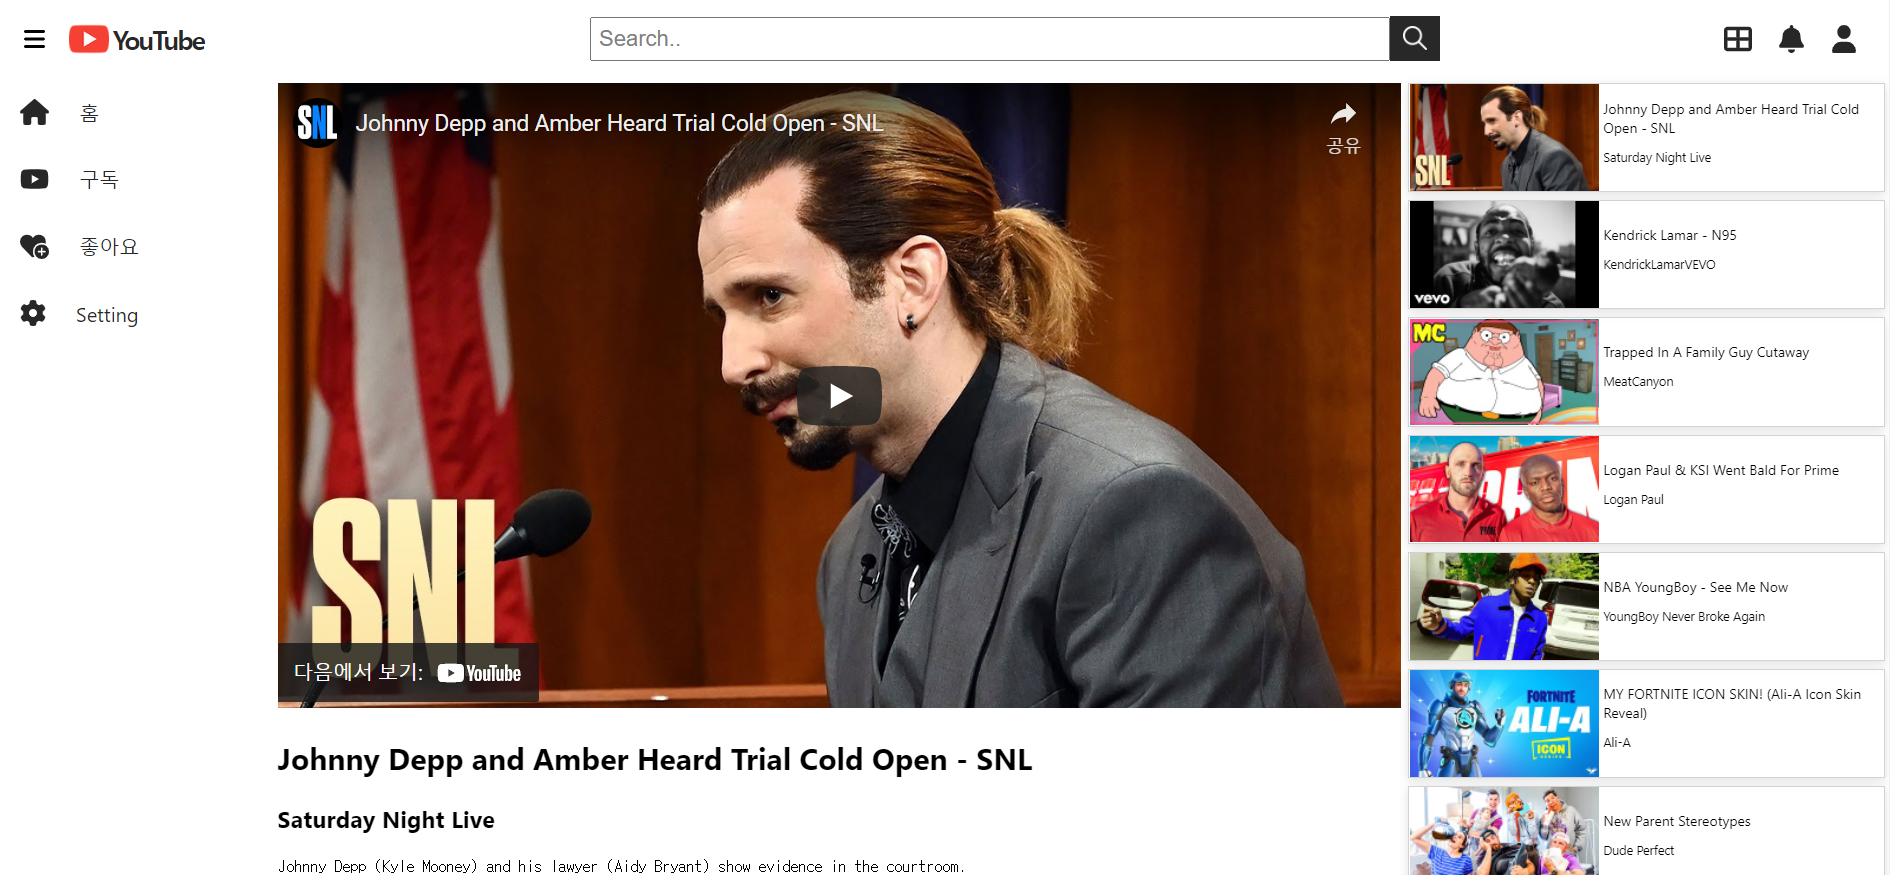 YouTube
Search..
홈
구독
좋아요
Setting
SNL
Johnny Depp and Amber Heard Trial Cold Open - SNL
공유
SNL
다음에서 보기: YouTube
Johnny Depp and Amber Heard Trial Cold Open - SNL
Saturday Night Live
Johnny Depp (Kyle Mooney) and his lawyer (Aidy Bryant) show evidence in the courtroom.
SNL
Johnny Depp and Amber Heard Trial Cold
Open - SNL
Saturday Night Live
vevo
Kendrick Lamar - N95
KendrickLamarVEVO
MC
Trapped In A Family Guy Cutaway
MeatCanyon
Logan Paul & KSI Went Bald For Prime
Logan Paul
NBA YoungBoy - See Me Now
YoungBoy Never Broke Again
FORTNITE
ALI-A
ICON
SERIES
MY FORTNITE ICON SKIN! (Ali-A Icon Skin
Reveal)
Ali-A
New Parent Stereotypes
Dude Perfect